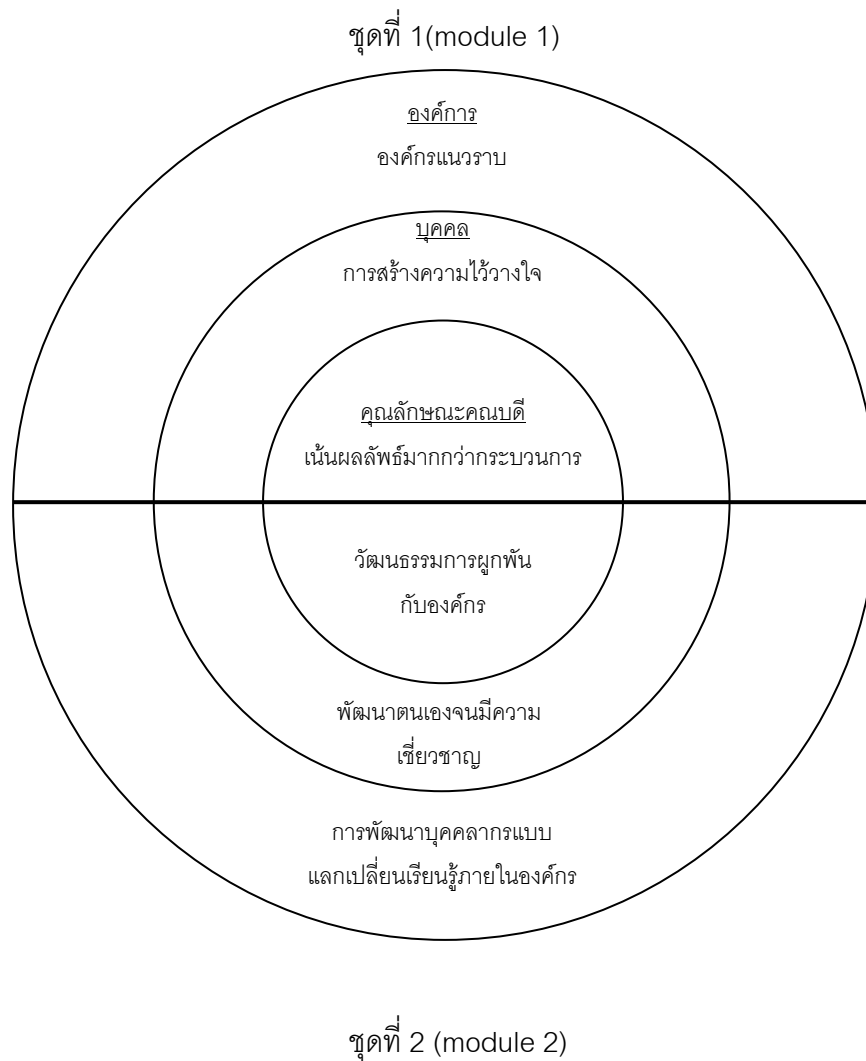 ชุดที่ 1(module 1)
องค์การ
องค์กรแนวราบ
บุคคล
การสร้างความไว้วางใจ
คุณลักษณะคณบดี
เน้นผลลัพธ์มากกว่ากระบวนการ
วัฒนธรรมการผูกพัน
กับองค์กร
พัฒนาตนเองจนมีความ
เชี่ยวชาญ
การพัฒนาบุคคลากรแบบ
แลกเปลี่ยนเรียนรู้ภายในองค์กร
ชุดที่ 2 (module 2)